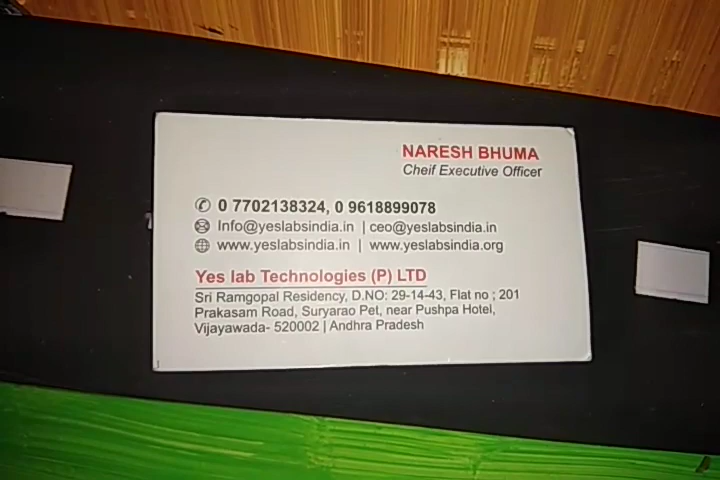 NARESH BHUMA
Cheif Executive Officer
0 7702138324, 0 9618899078
Info@yeslabsindia.in | ceo@yeslabsindia.in
www.yeslabsindia.in | www.yeslabsindia.org
Yes lab Technologies (P) LTD
Sri Ramgopal Residency, D.NO: 29-14-43, Flat no ; 201
Prakasam Road, Suryarao Pet, near Pushpa Hotel,
Vijayawada- 520002 | Andhra Pradesh